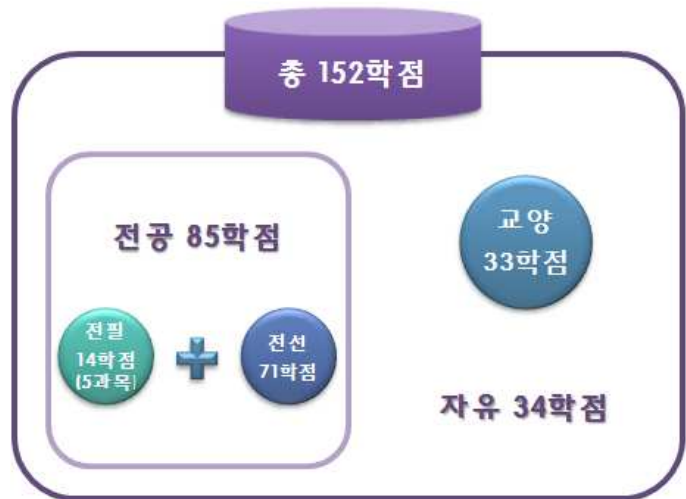 총 152학점
전공 85학점
전필
14학점
(5과목)
전선
71학점
교양
33학점
자유 34학점